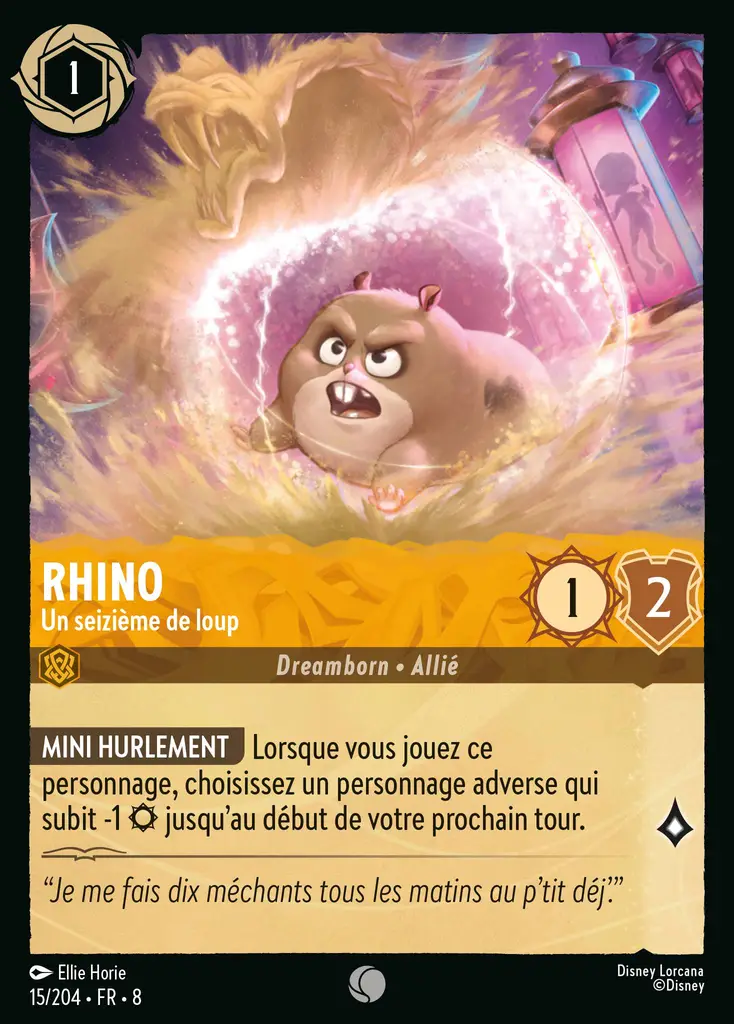 1
RHINO
Un seizième de loup
1
2
Dreamborn • Allié
MINI HURLEMENT Lorsque vous jouez ce
personnage, choisissez un personnage adverse qui
subit -1 jusqu'au début de votre prochain tour.
“Je me fais dix méchants tous les matins au p'tit déj'.”
Ellie Horie
15/204 • FR • 8
Disney Lorcana
©Disney